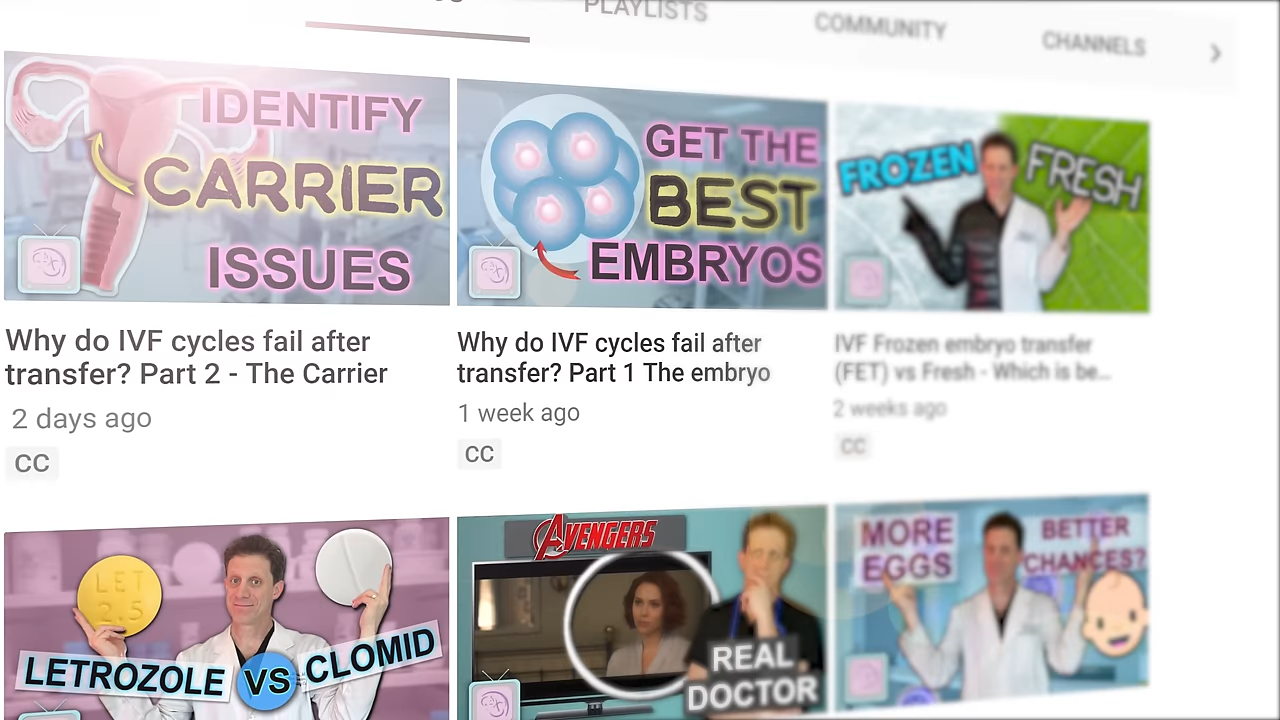 PLAYLISTS
COMMUNITY
CHANNELS
IDENTIFY
CARRIER
ISSUES
GET THE
BEST
EMBRYOS
FROZEN
FRESH
Why do IVF cycles fail after
transfer? Part 2 - The Carrier
2 days ago
CC
Why do IVF cycles fail after
transfer? Part 1 The embryo
1 week ago
CC
IVF Frozen embryo transfer
(FET) vs Fresh - Which is be...
2 weeks ago
CC
LET
2.5
LETROZOLE VS CLOMID
AVENGERS
REAL
DOCTOR
MORE
EGGS
BETTER
CHANCES?